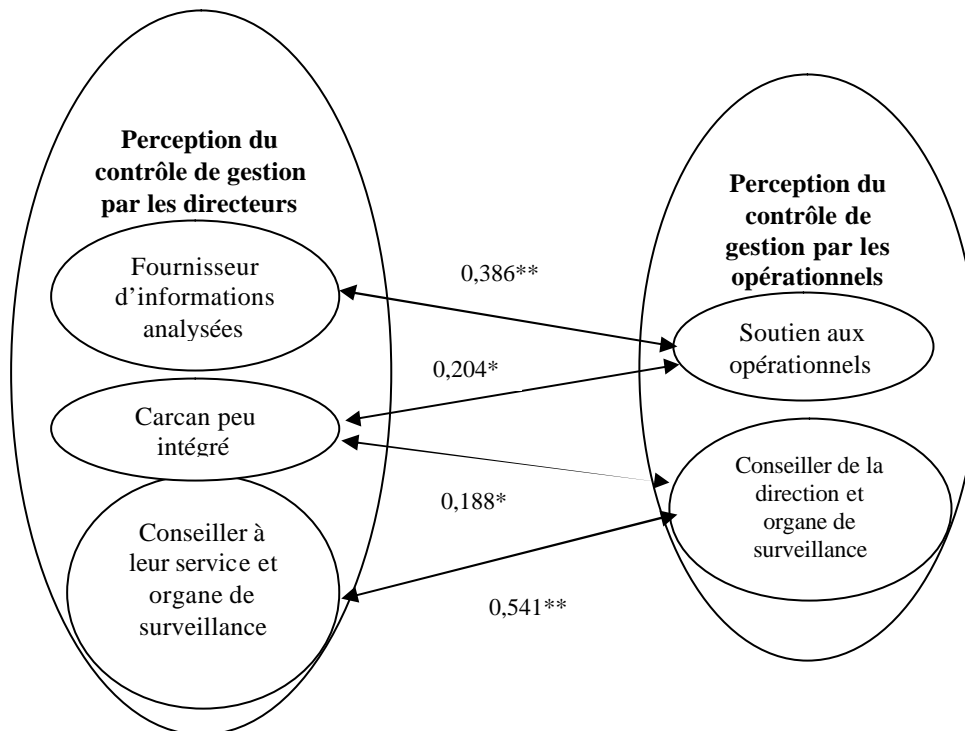 Perception du
contrôle de gestion
par les directeurs
Fournisseur
d’informations
analysées
Carcan peu
intégré
Conseiller à
leur service et
organe de
surveillance
0,386**
0,204*
0,188*
0,541**
Perception du
contrôle de
gestion par les
opérationnels
Soutien aux
opérationnels
Conseiller de la
direction et
organe de
surveillance